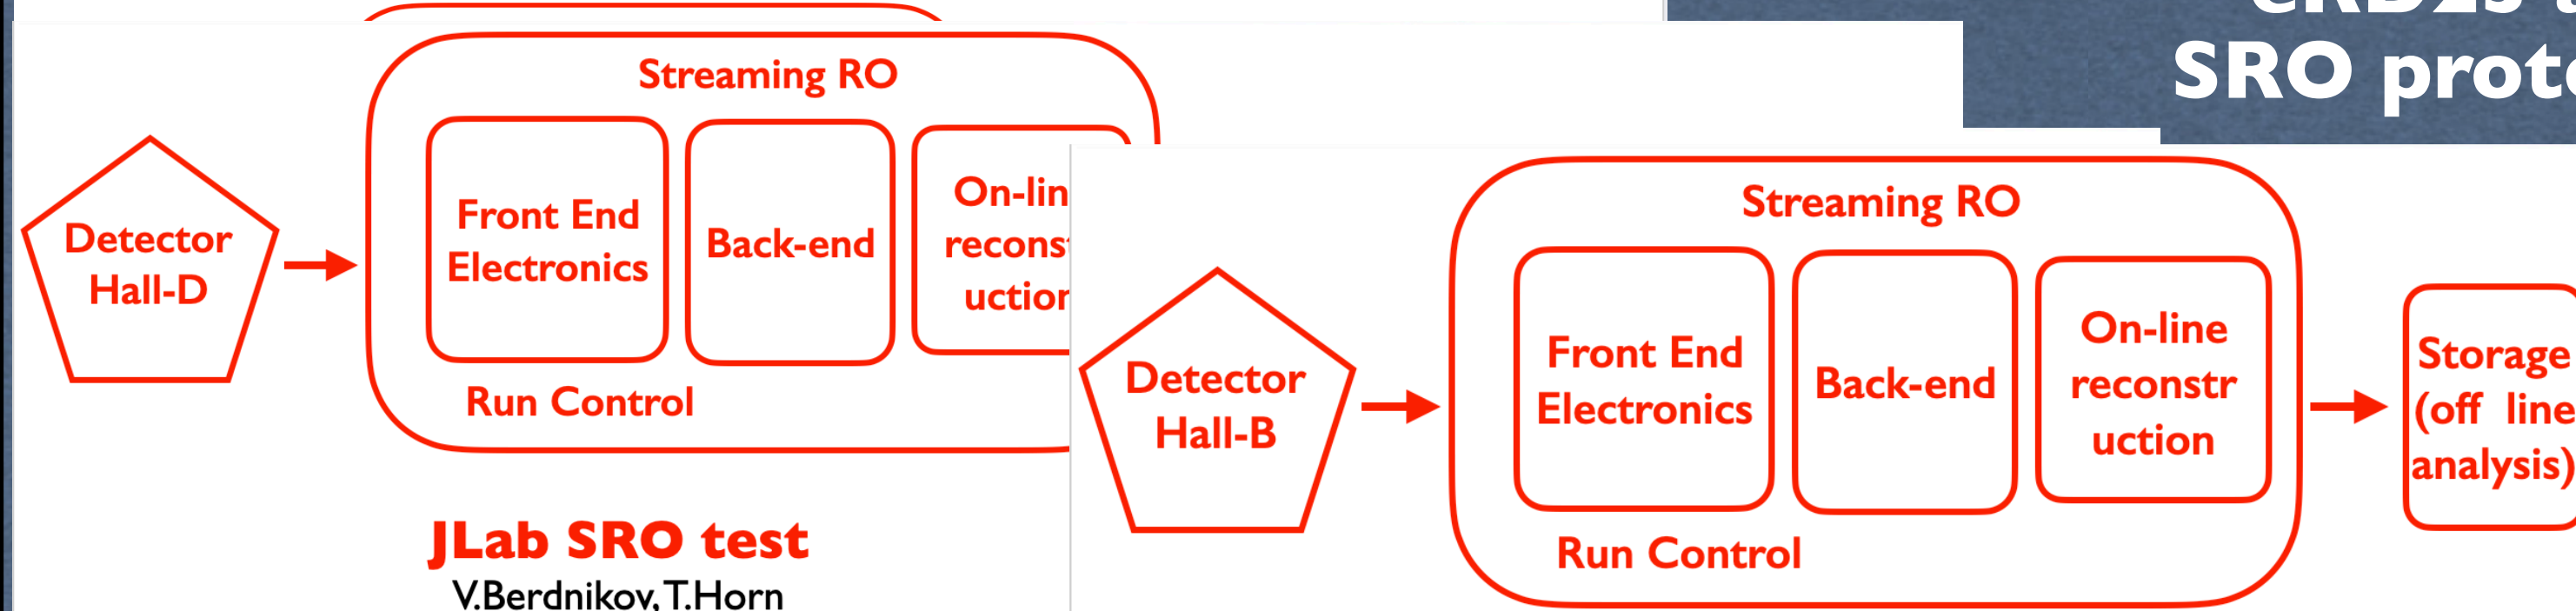 SRO
Streaming RO
Detector
Hall-D
Front End
Electronics
Back-end
Run Control
JLab SRO test
V.Berdnikov, T.Horn
Streaming RO
Detector
Hall-B
Front End
Electronics
Back-end
On-line
reconstr
uction
Run Control
Storage
(off line
analysis)